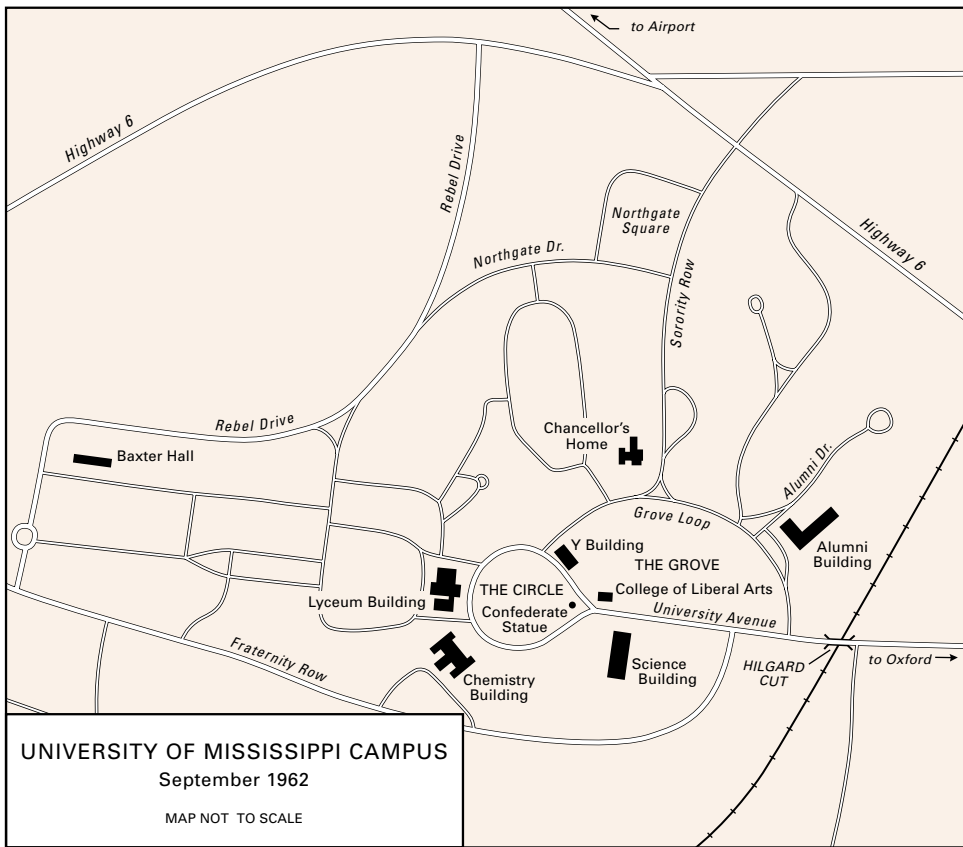 to Airport
Highway 6
Rebel Drive
Northgate
Square
Highway 6
Northgate Dr.
Sorority Row
Rebel Drive
Chancellor's
Home
Baxter Hall
Alumni Dr.
Grove Loop
Y Building
THE GROVE
Alumni
Building
THE CIRCLE
College of Liberal Arts
Lyceum Building
Confederate
Statue
University Avenue
Fraternity Row
Chemistry
Building
Science
Building
HILGARD
CUT
to Oxford
UNIVERSITY OF MISSISSIPPI CAMPUS
September 1962
MAP NOT TO SCALE